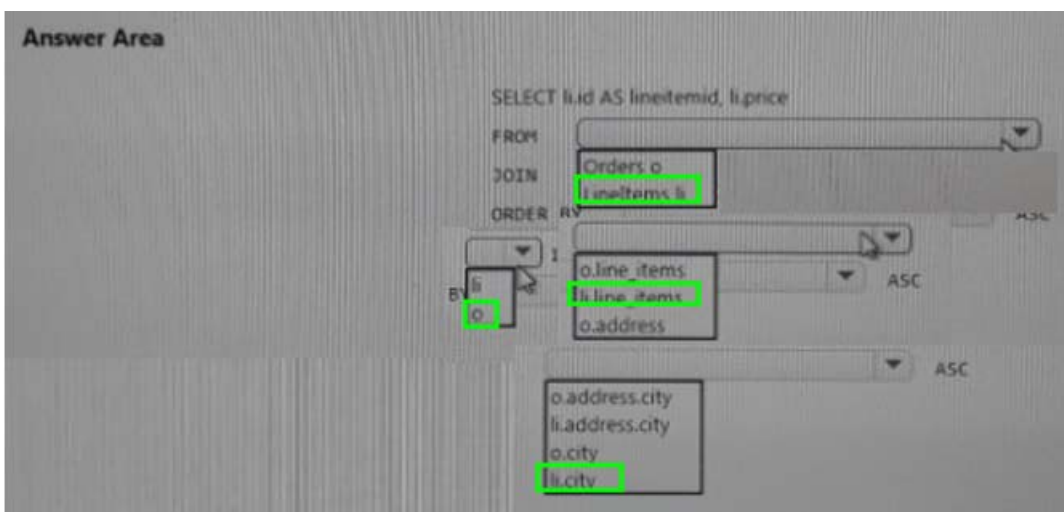 Answer Area
SELECT li.id AS lineitemid, li.price
FROM
Orders o
JOIN
LineItems li
ORDER BY
ASC
I
o.line_items
ASC
BY
li
li.line_items
o
o.address
ASC
o.address.city
li.address.city
o.city
li.city